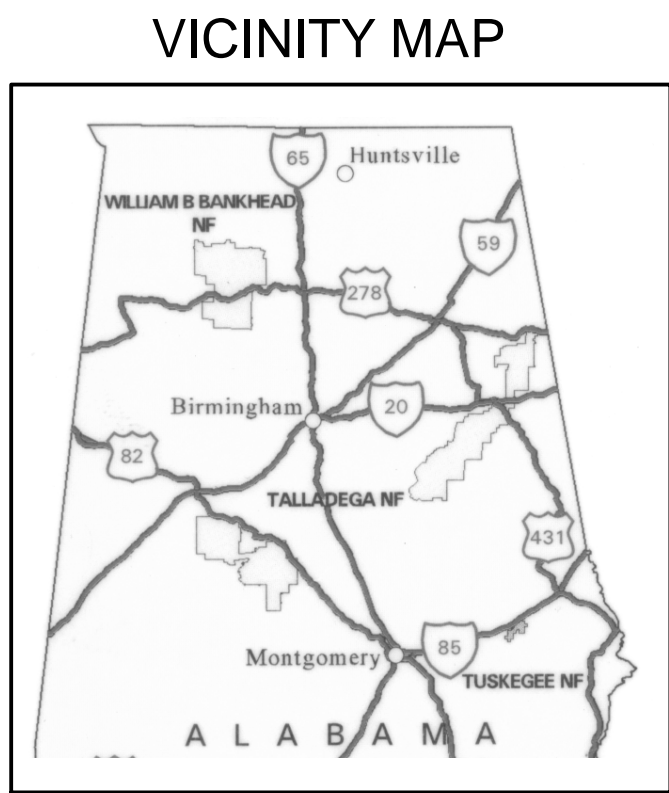 VICINITY MAP
65
Huntsville
WILLIAM B BANKHEAD
NF
59
278
Birmingham
20
82
TALLADEGA NF
431
Montgomery
85
TUSKEGEE NF
ALABAMA